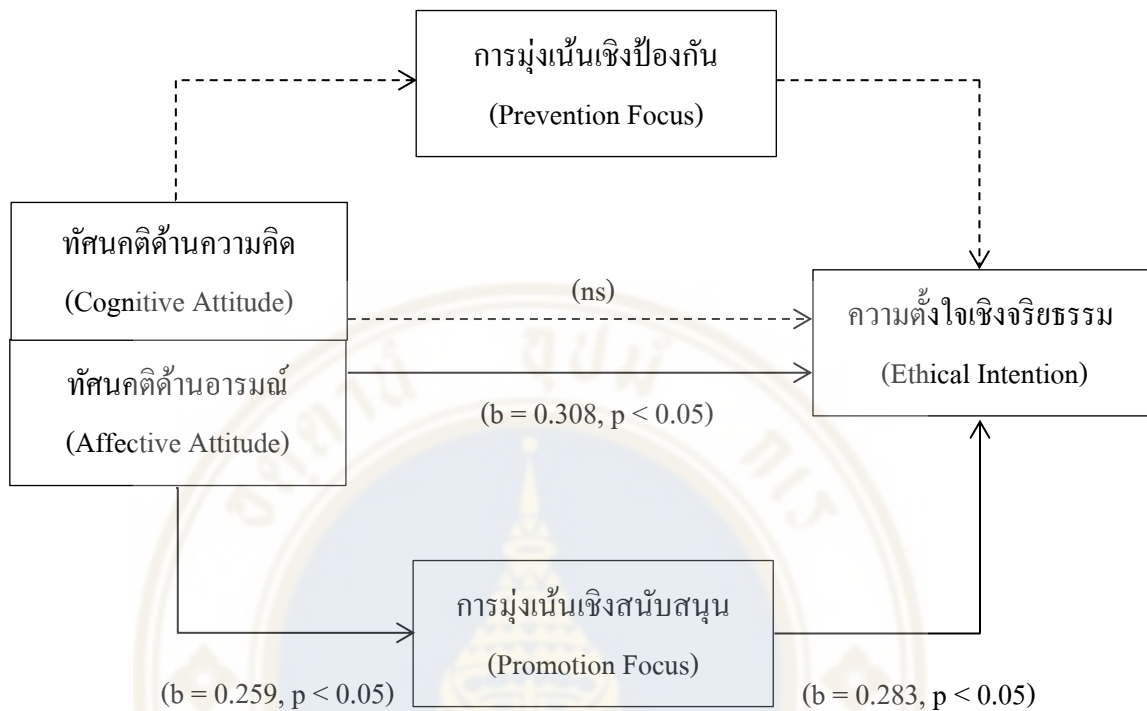 การมุ่งเน้นเชิงป้องกัน
(Prevention Focus)
ทัศนคติด้านความคิด
(Cognitive Attitude)
(ns)
ความตั้งใจเชิงจริยธรรม
(Ethical Intention)
ทัศนคติด้านอารมณ์
(Affective Attitude)
(b = 0.308, p < 0.05)
การมุ่งเน้นเชิงสนับสนุน
(Promotion Focus)
(b = 0.259, p < 0.05)
(b = 0.283, p < 0.05)